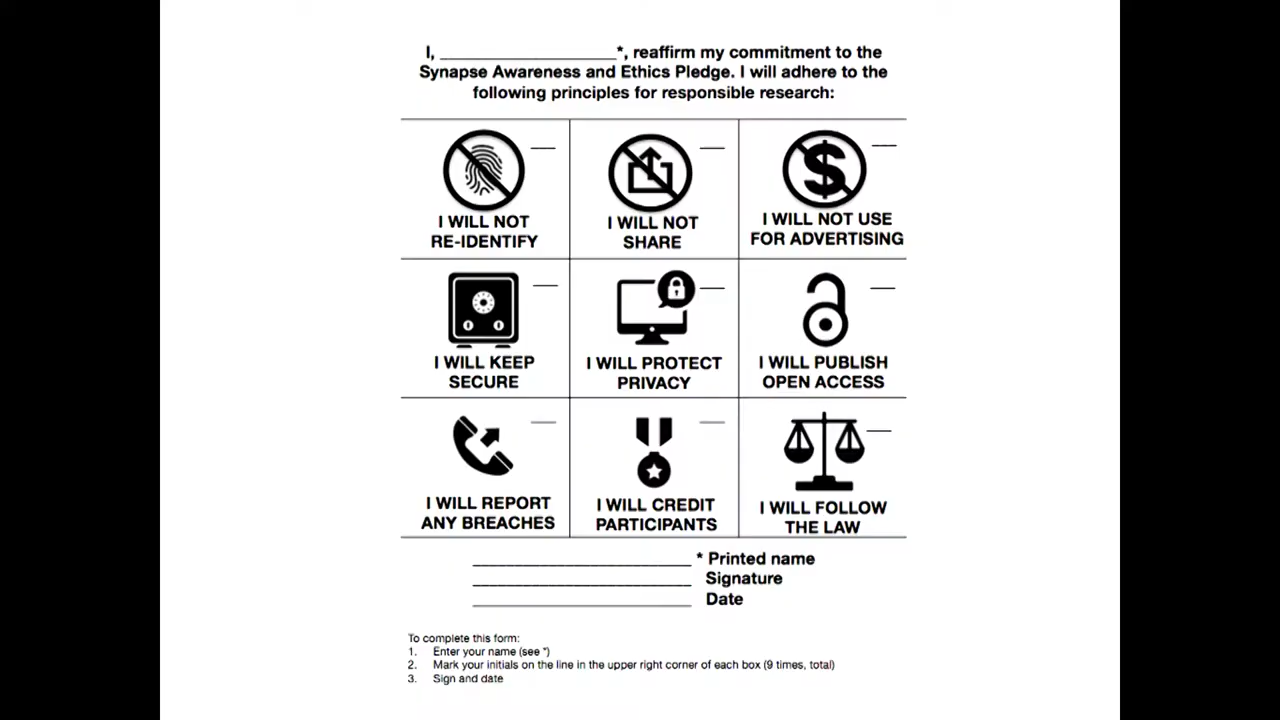 I, ____________________*, reaffirm my commitment to the
Synapse Awareness and Ethics Pledge. I will adhere to the
following principles for responsible research:
I WILL NOT
RE-IDENTIFY
I WILL NOT
SHARE
I WILL NOT USE
FOR ADVERTISING
I WILL KEEP
SECURE
I WILL PROTECT
PRIVACY
I WILL PUBLISH
OPEN ACCESS
I WILL REPORT
ANY BREACHES
I WILL CREDIT
PARTICIPANTS
I WILL FOLLOW
THE LAW
* Printed name
Signature
Date
To complete this form:
1. Enter your name (see *)
2. Mark your initials on the line in the upper right corner of each box (9 times, total)
3. Sign and date